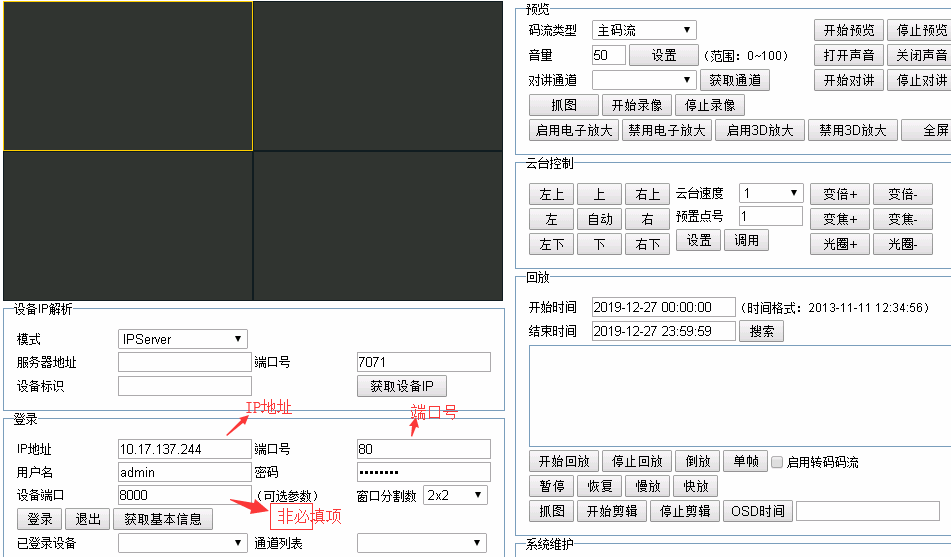 预览
码流类型 主码流 开始预览 停止预览
音量 50 设置 (范围：0~100) 打开声音 关闭声音
对讲通道 获取通道 开始对讲 停止对讲
抓图 开始录像 停止录像
启用电子放大 禁用电子放大 启用3D放大 禁用3D放大 全屏
云台控制
左上 上 右上 云台速度 1 变倍+ 变倍-
左 自动 右 预置点号 1 变焦+ 变焦-
左下 下 右下 设置 调用 光圈+ 光圈-
回放
开始时间 2019-12-27 00:00:00 (时间格式：2013-11-11 12:34:56)
结束时间 2019-12-27 23:59:59 搜索
开始回放 停止回放 倒放 单帧 启用转码码流
暂停 恢复 慢放 快放
抓图 开始剪辑 停止剪辑 OSD时间
系统维护
设备IP解析
模式 IPServer
服务器地址 端口号 7071
设备标识 获取设备IP
IP地址 端口号
登录
IP地址 10.17.137.244 端口号 80
用户名 admin 密码 ••••••••
设备端口 8000 (可选参数) 窗口分割数 2x2
非必填项
登录 退出 获取基本信息
已登录设备 通道列表